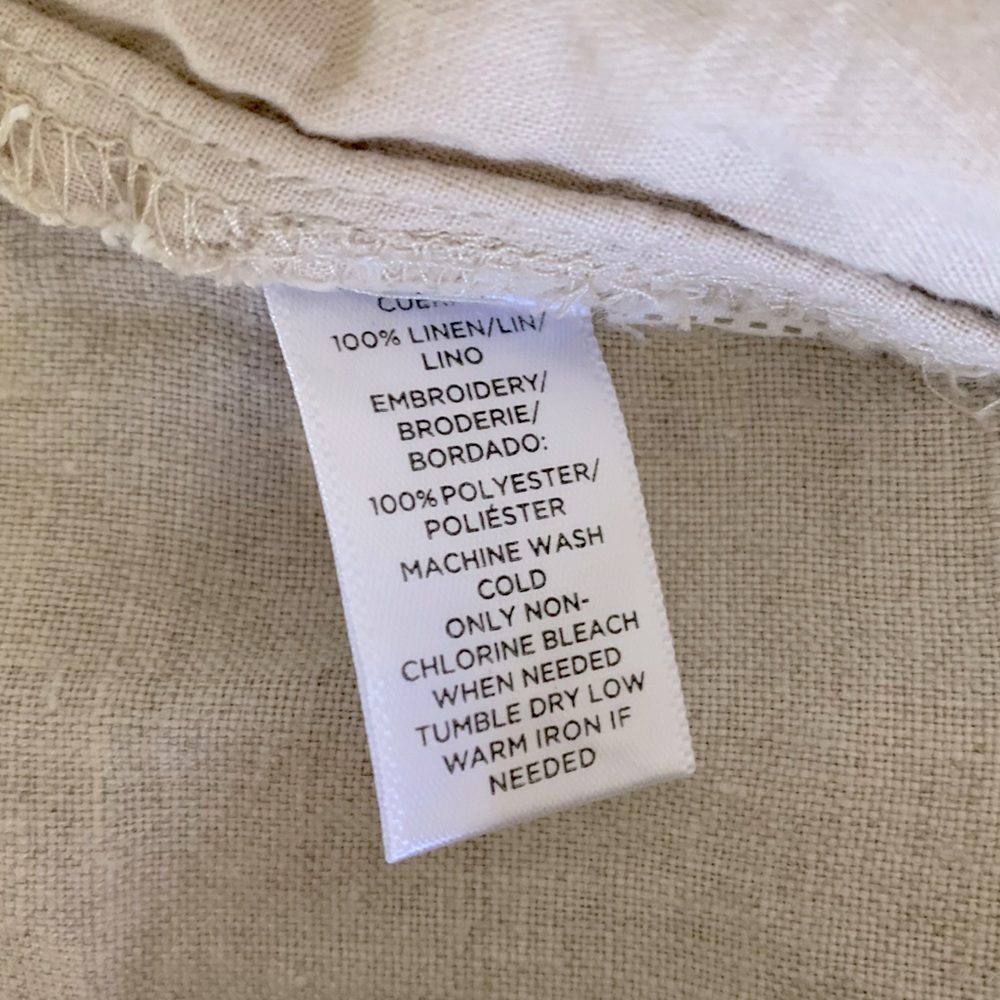 100% LINEN/LIN/
LINO
EMBROIDERY/
BRODERIE/
BORDADO:
100% POLYESTER/
POLIÉSTER
MACHINE WASH
COLD
ONLY NON-
CHLORINE BLEACH
WHEN NEEDED
TUMBLE DRY LOW
WARM IRON IF
NEEDED